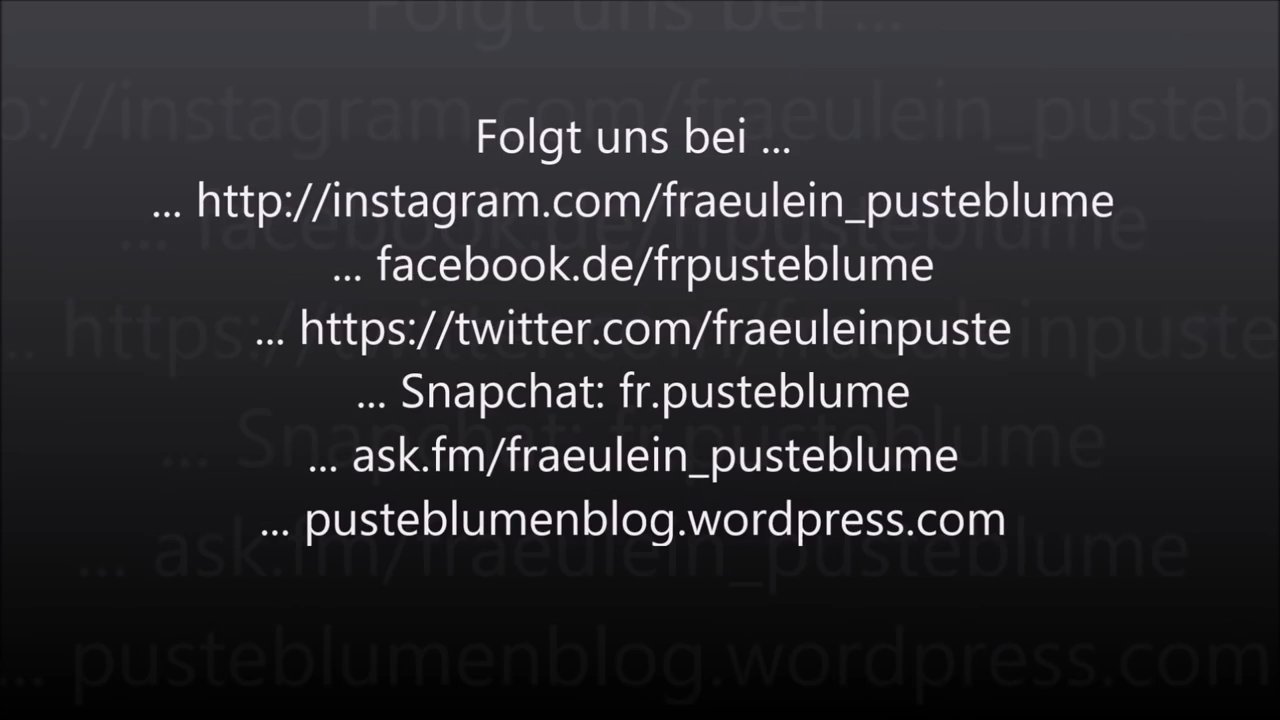 Folgt uns bei ...
... http://instagram.com/fraeulein_pusteblume
... facebook.de/frpusteblume
... https://twitter.com/fraeuleinpuste
... Snapchat: fr.pusteblume
... ask.fm/fraeulein_pusteblume
... pusteblumenblog.wordpress.com